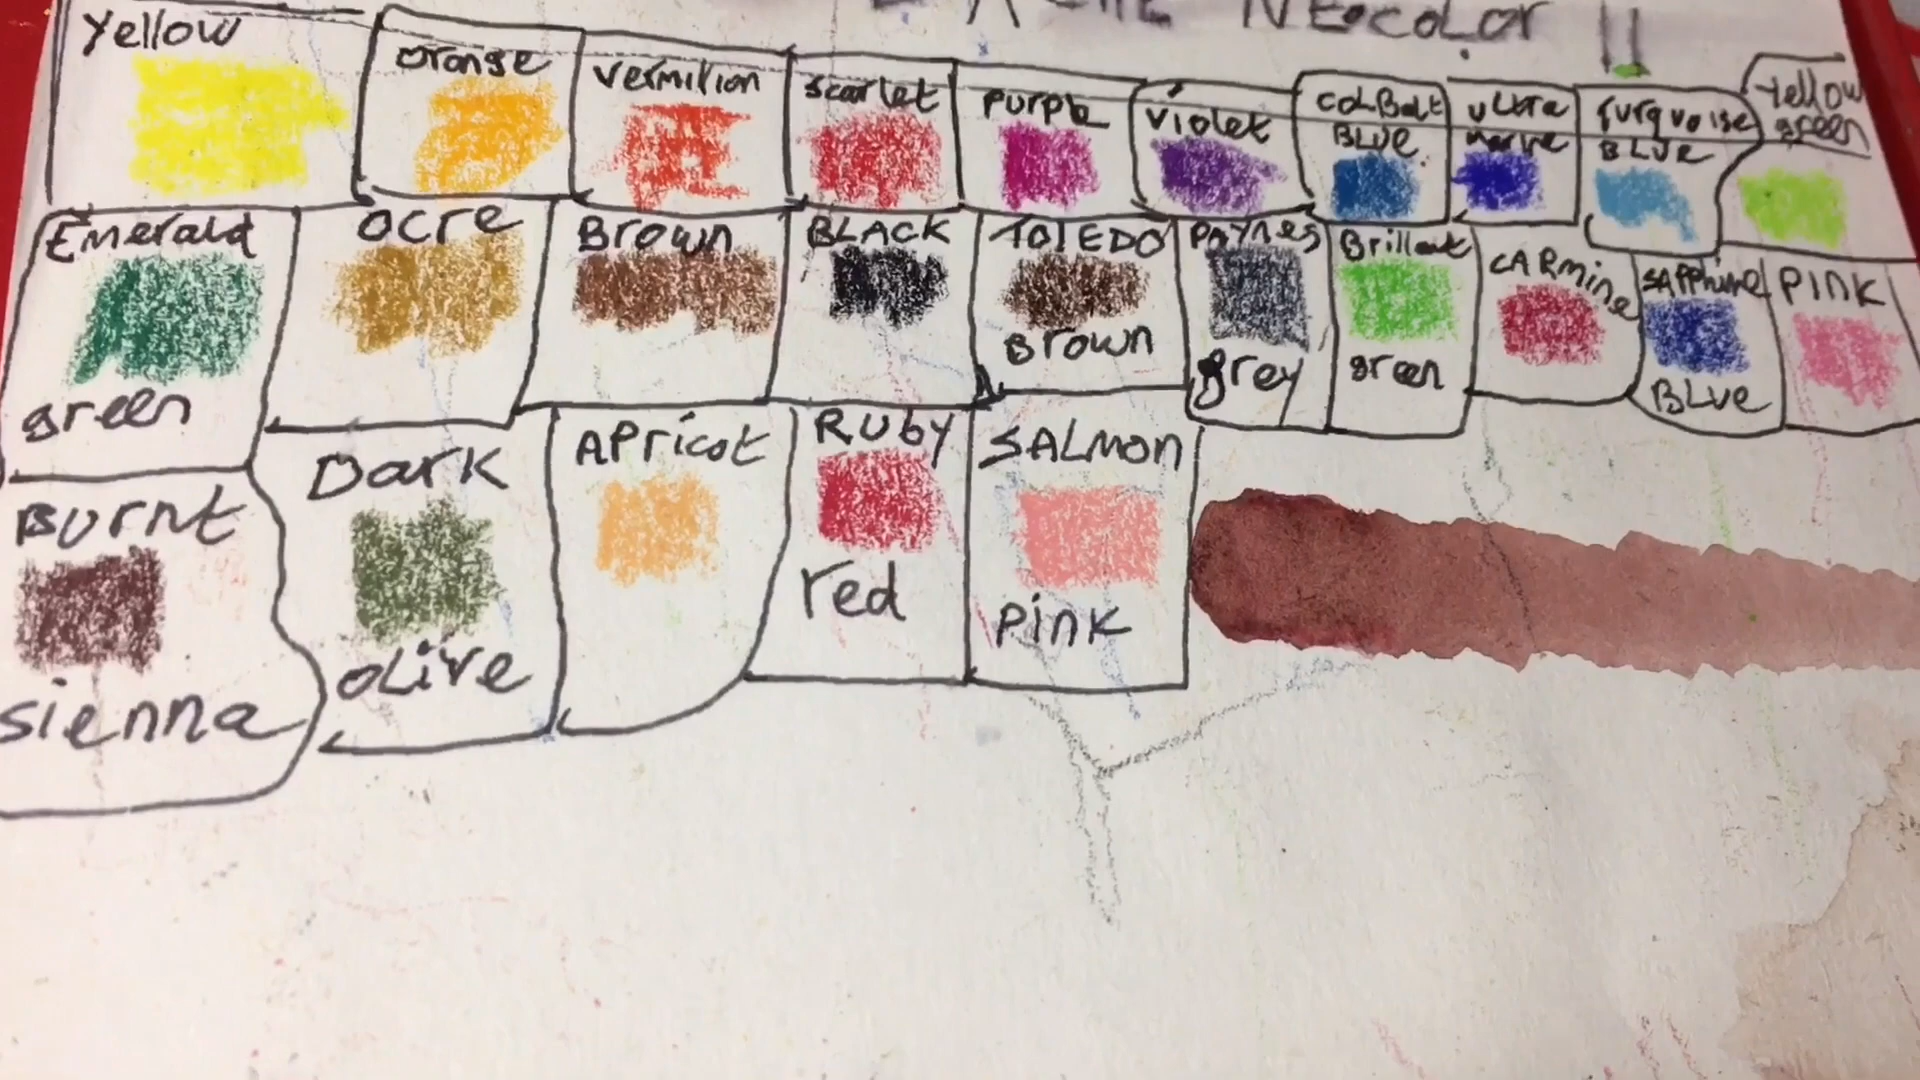 NEOCOLOR II
Yellow
orange
vermilion
scarlet
purple
violet
coLBalt
BLUE
ultra
marine
turquoise
BLUE
Yellow
green
Emerald
green
ocre
Brown
BLACK
TOLEDO
Brown
PAYNES
grey
Brillant
green
CARmine
SAPPhire
BLUE
PINK
BURnt
sienna
DARK
OLive
APricot
RUby
red
SALMON
PiNK